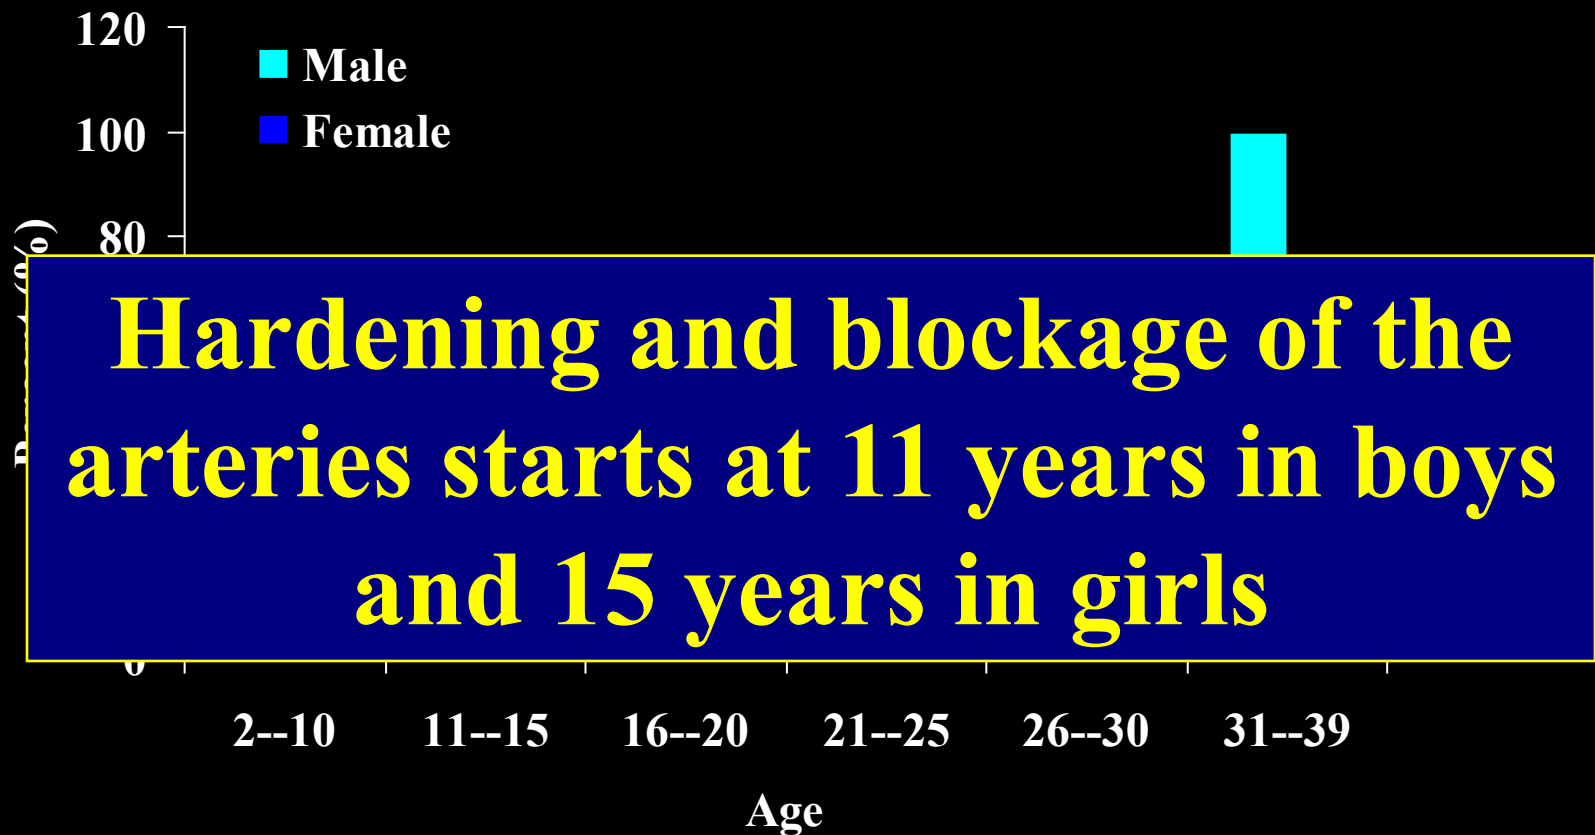 120
Male
100
Female
80
Hardening and blockage of the
arteries starts at 11 years in boys
and 15 years in girls
0
2--10 11--15 16--20 21--25 26--30 31--39
Age